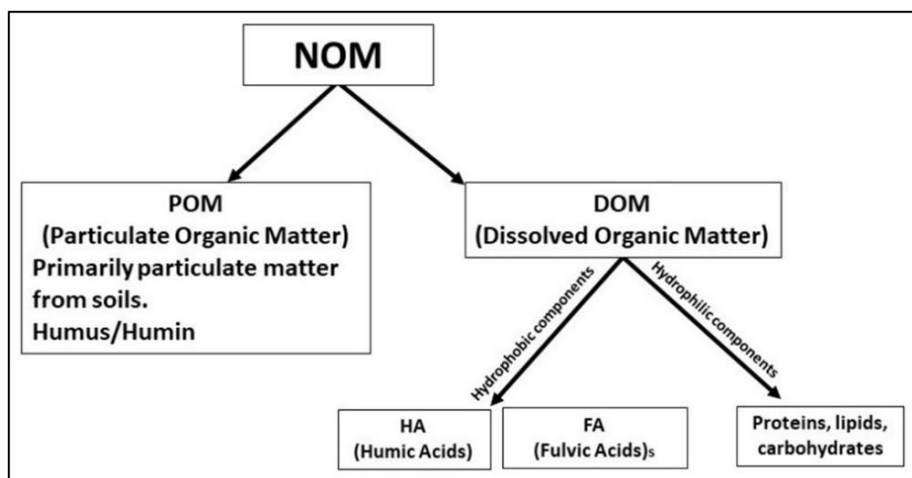 NOM
POM
(Particulate Organic Matter)
Primarily particulate matter
from soils.
Humus/Humin
DOM
(Dissolved Organic Matter)
Hydrophobic components
Hydrophilic components
HA
(Humic Acids)
FA
(Fulvic Acids)s
Proteins, lipids,
carbohydrates